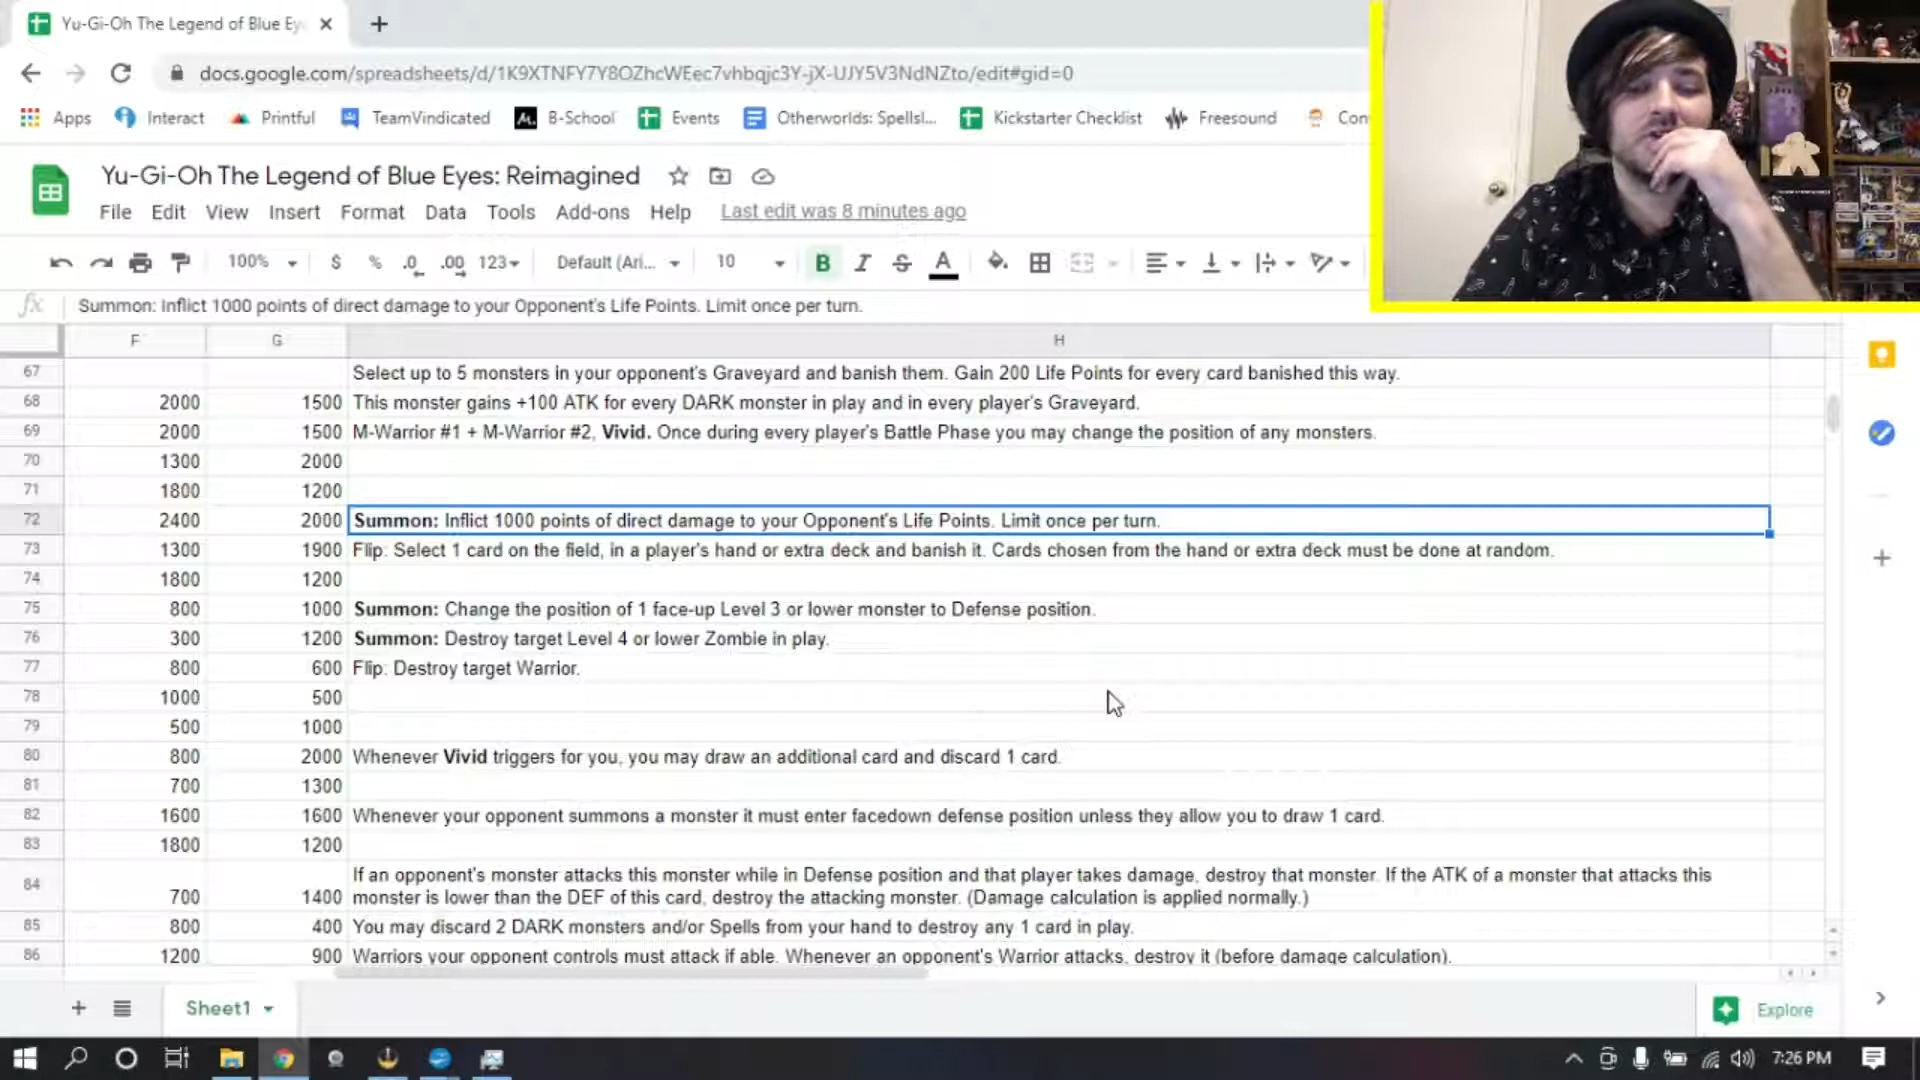 Yu-Gi-Oh The Legend of Blue Ey
docs.google.com/spreadsheets/d/1K9XTNFY7Y8OZhcWEec7vhbqjc3Y-jX-UJY5V3NdNZto/edit#gid=0
Apps Interact Printful TeamVindicated B-School Events Otherworlds: Spellsl... Kickstarter Checklist Freesound Con
Yu-Gi-Oh The Legend of Blue Eyes: Reimagined
File Edit View Insert Format Data Tools Add-ons Help Last edit was 8 minutes ago
100% $ % .0 .00 123 Default (Ari... 10 B I S A
fx Summon: Inflict 1000 points of direct damage to your Opponent's Life Points. Limit once per turn.
F G H
67 Select up to 5 monsters in your opponent's Graveyard and banish them. Gain 200 Life Points for every card banished this way.
68 2000 1500 This monster gains +100 ATK for every DARK monster in play and in every player's Graveyard.
69 2000 1500 M-Warrior #1 + M-Warrior #2, Vivid. Once during every player's Battle Phase you may change the position of any monsters.
70 1300 2000
71 1800 1200
72 2400 2000 Summon: Inflict 1000 points of direct damage to your Opponent's Life Points. Limit once per turn.
73 1300 1900 Flip: Select 1 card on the field, in a player's hand or extra deck and banish it. Cards chosen from the hand or extra deck must be done at random.
74 1800 1200
75 800 1000 Summon: Change the position of 1 face-up Level 3 or lower monster to Defense position.
76 300 1200 Summon: Destroy target Level 4 or lower Zombie in play.
77 800 600 Flip: Destroy target Warrior.
78 1000 500
79 500 1000
80 800 2000 Whenever Vivid triggers for you, you may draw an additional card and discard 1 card.
81 700 1300
82 1600 1600 Whenever your opponent summons a monster it must enter facedown defense position unless they allow you to draw 1 card.
83 1800 1200
If an opponent's monster attacks this monster while in Defense position and that player takes damage, destroy that monster. If the ATK of a monster that attacks this
84 700 1400 monster is lower than the DEF of this card, destroy the attacking monster. (Damage calculation is applied normally.)
85 800 400 You may discard 2 DARK monsters and/or Spells from your hand to destroy any 1 card in play.
86 1200 900 Warriors your opponent controls must attack if able. Whenever an opponent's Warrior attacks, destroy it (before damage calculation).
Sheet1 Explore
7:26 PM